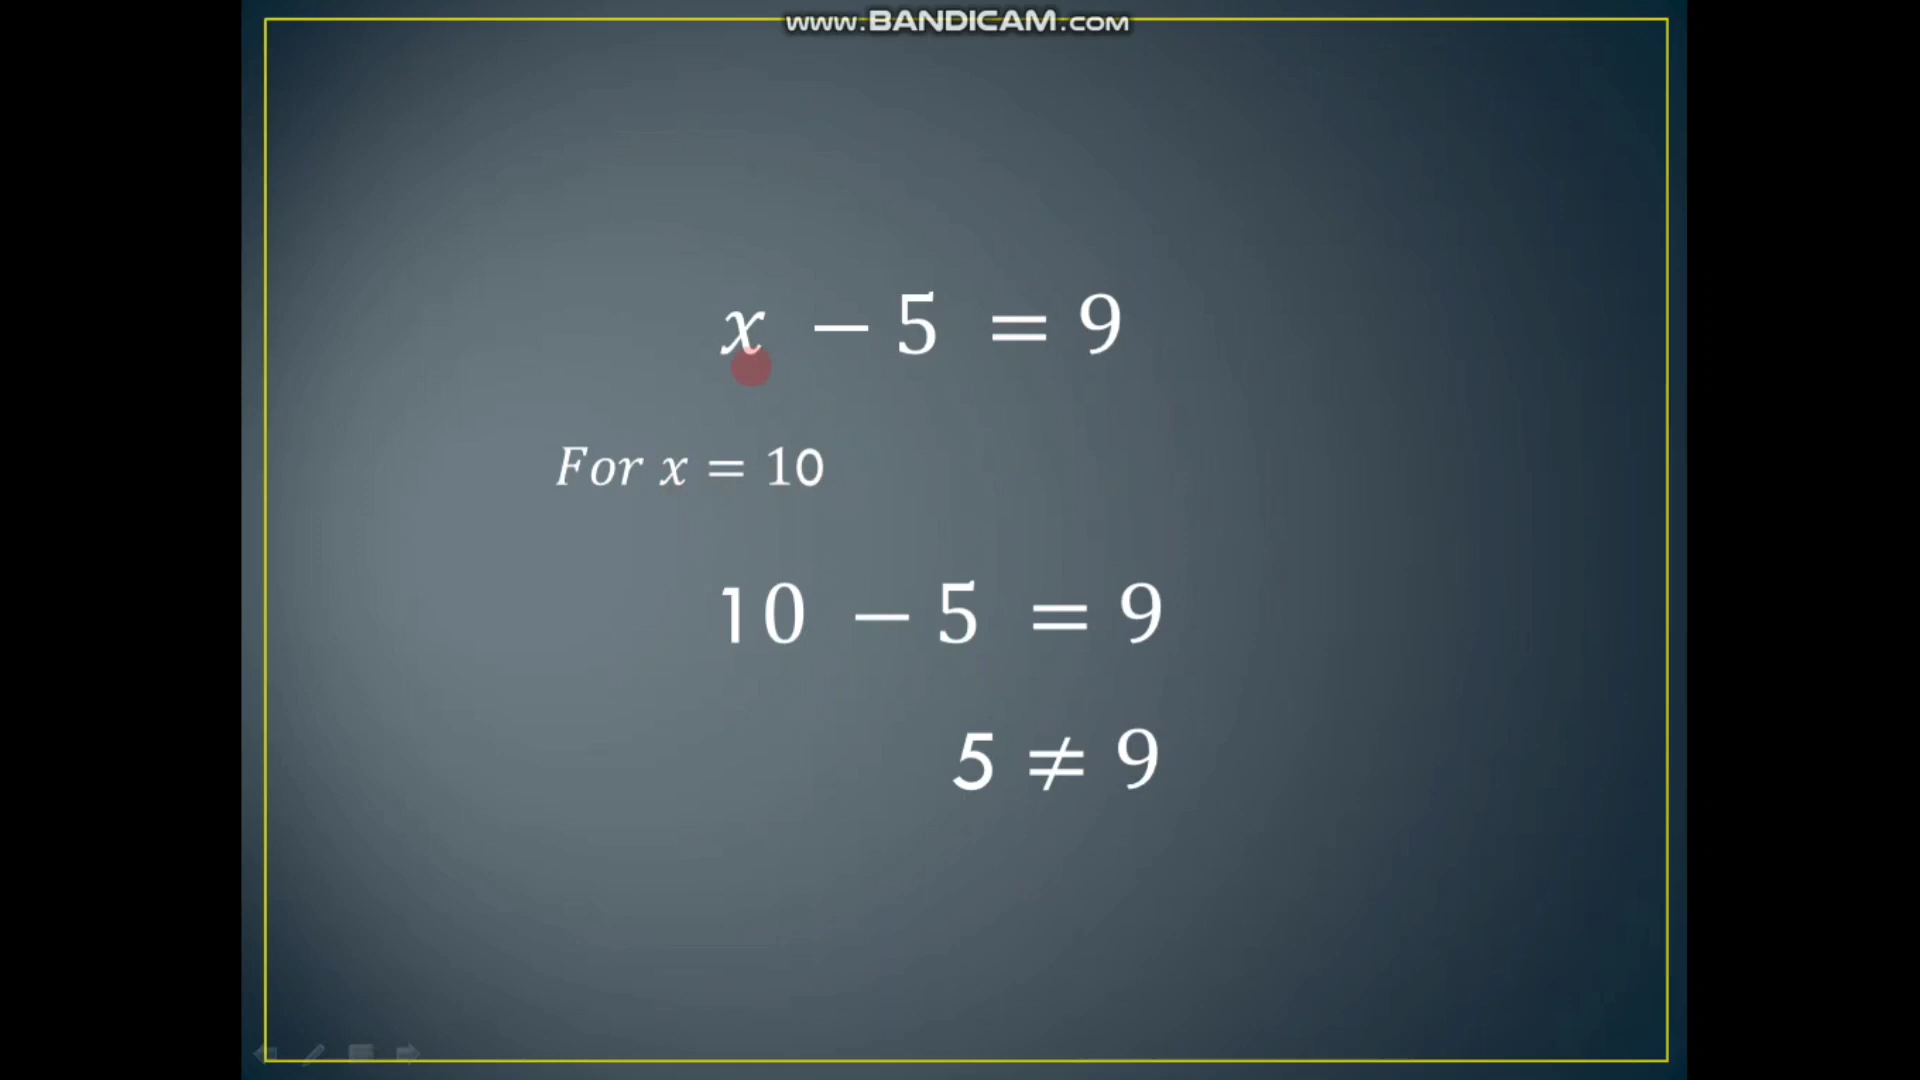 www.BANDICAM.com
x − 5 = 9
For x = 10
10 − 5 = 9
5 ≠ 9